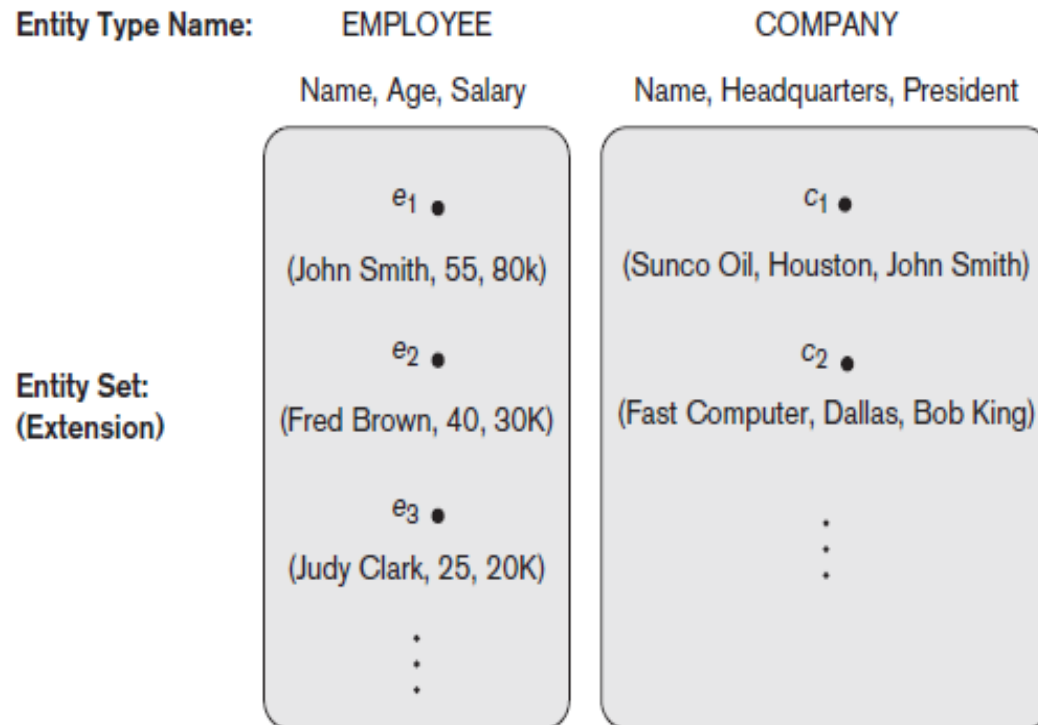 Entity Type Name: EMPLOYEE COMPANY
Name, Age, Salary Name, Headquarters, President
e1 • c1 •
(John Smith, 55, 80k) (Sunco Oil, Houston, John Smith)
e2 • c2 •
Entity Set:
(Extension)
(Fred Brown, 40, 30K) (Fast Computer, Dallas, Bob King)
e3 •
(Judy Clark, 25, 20K)